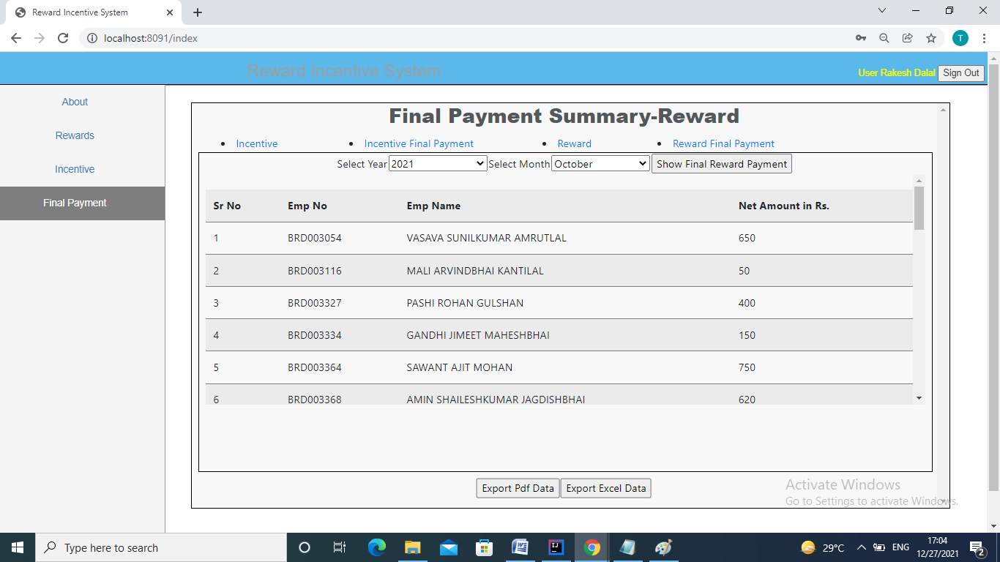 Reward Incentive System
localhost:8091/index
T
Reward Incentive System
User Rakesh Dalal Sign Out
About
Rewards
Incentive
Final Payment
Final Payment Summary-Reward
Incentive Incentive Final Payment Reward Reward Final Payment
Select Year 2021 Select Month October Show Final Reward Payment
Sr No Emp No Emp Name Net Amount in Rs.
1 BRD003054 VASAVA SUNILKUMAR AMRUTLAL 650
2 BRD003116 MALI ARVINDBHAI KANTILAL 50
3 BRD003327 PASHI ROHAN GULSHAN 400
4 BRD003334 GANDHI JIMEET MAHESHBHAI 150
5 BRD003364 SAWANT AJIT MOHAN 750
6 BRD003368 AMIN SHAILESHKUMAR JAGDISHBHAI 620
Export Pdf Data Export Excel Data
Activate Windows
Go to Settings to activate Windows.
Type here to search
29°C ENG
17:04
12/27/2021
2